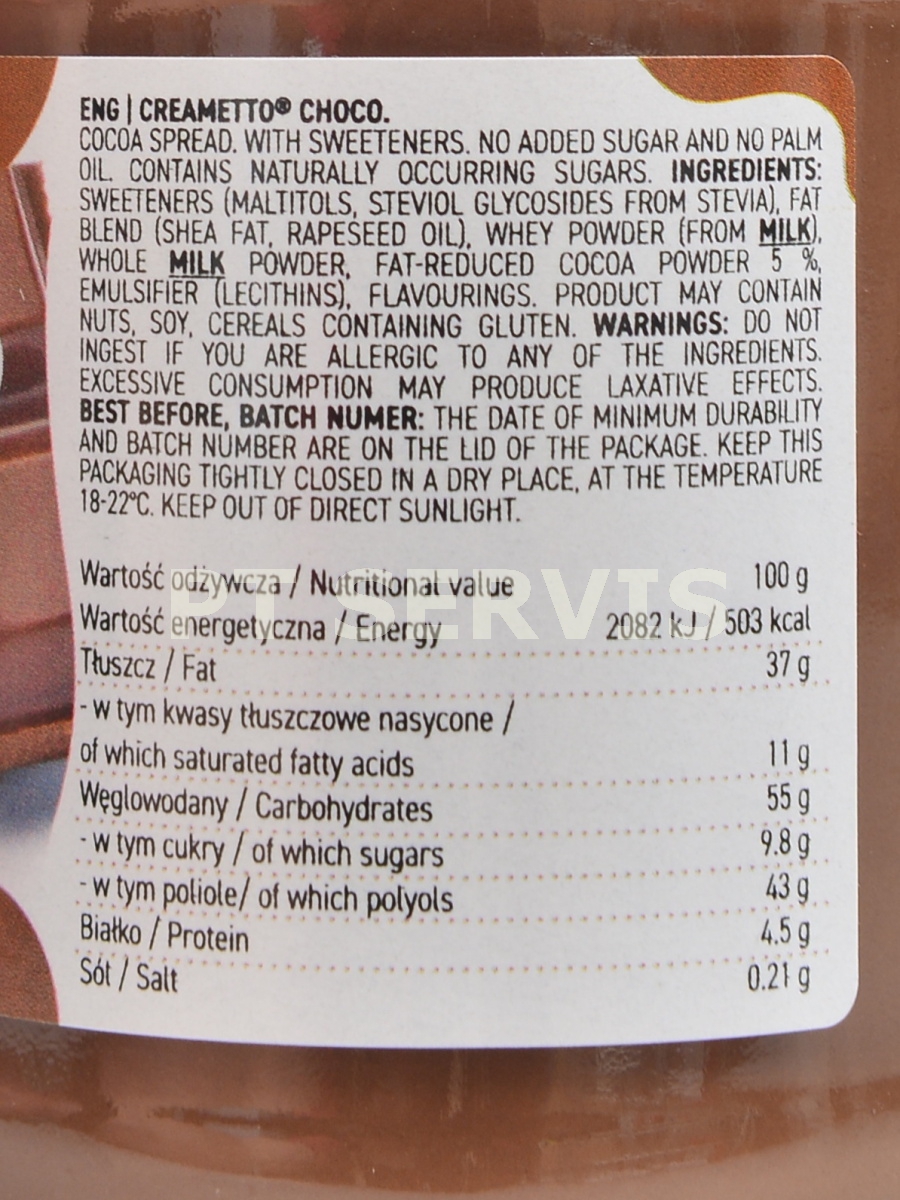 ENG | CREAMETTO® CHOCO.
COCOA SPREAD. WITH SWEETENERS. NO ADDED SUGAR AND NO PALM
OIL. CONTAINS NATURALLY OCCURRING SUGARS. INGREDIENTS:
SWEETENERS (MALTITOLS, STEVIOL GLYCOSIDES FROM STEVIA), FAT
BLEND (SHEA FAT, RAPESEED OIL), WHEY POWDER (FROM MILK),
WHOLE MILK POWDER, FAT-REDUCED COCOA POWDER 5 %,
EMULSIFIER (LECITHINS), FLAVOURINGS. PRODUCT MAY CONTAIN
NUTS, SOY, CEREALS CONTAINING GLUTEN. WARNINGS: DO NOT
INGEST IF YOU ARE ALLERGIC TO ANY OF THE INGREDIENTS.
EXCESSIVE CONSUMPTION MAY PRODUCE LAXATIVE EFFECTS.
BEST BEFORE, BATCH NUMER: THE DATE OF MINIMUM DURABILITY
AND BATCH NUMBER ARE ON THE LID OF THE PACKAGE. KEEP THIS
PACKAGING TIGHTLY CLOSED IN A DRY PLACE, AT THE TEMPERATURE
18-22°C. KEEP OUT OF DIRECT SUNLIGHT.
Wartość odżywcza / Nutritional value 100 g
PT SERVIS
Wartość energetyczna / Energy 2082 kJ / 503 kcal
Tłuszcz / Fat 37 g
- w tym kwasy tłuszczowe nasycone /
of which saturated fatty acids 11 g
Węglowodany / Carbohydrates 55 g
- w tym cukry / of which sugars 9.8 g
- w tym poliole/ of which polyols 43 g
Białko / Protein 4.5 g
Sól / Salt 0.21 g